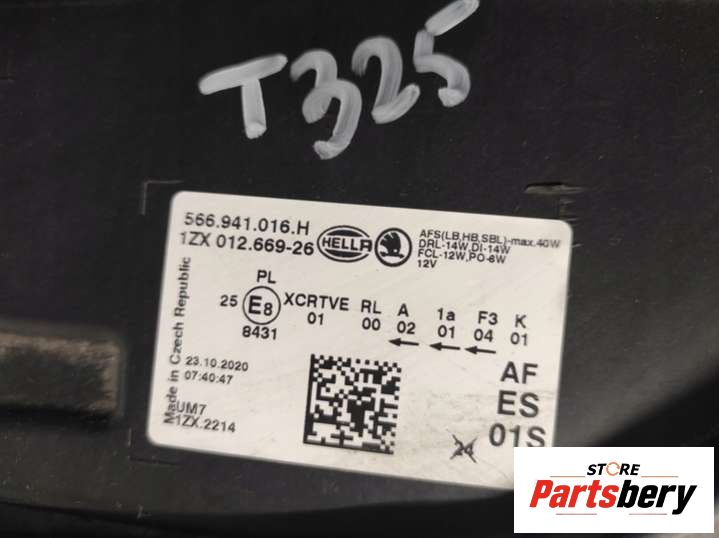 T325
566.941.016.H
1ZX 012.669-26
HELLA
AFS(LB,HB,SBL)-max.40W
DRL-14W,DI-14W
FCL-12W,PO-6W
12V
PL
25 E8 XCRTVE RL A 1a F3 K
8431 01 00 02 01 04 01
Made in Czech Republic
23.10.2020
07:40:47
UM7
1ZX.2214
AF
ES
01S
24
STORE
Partsbery